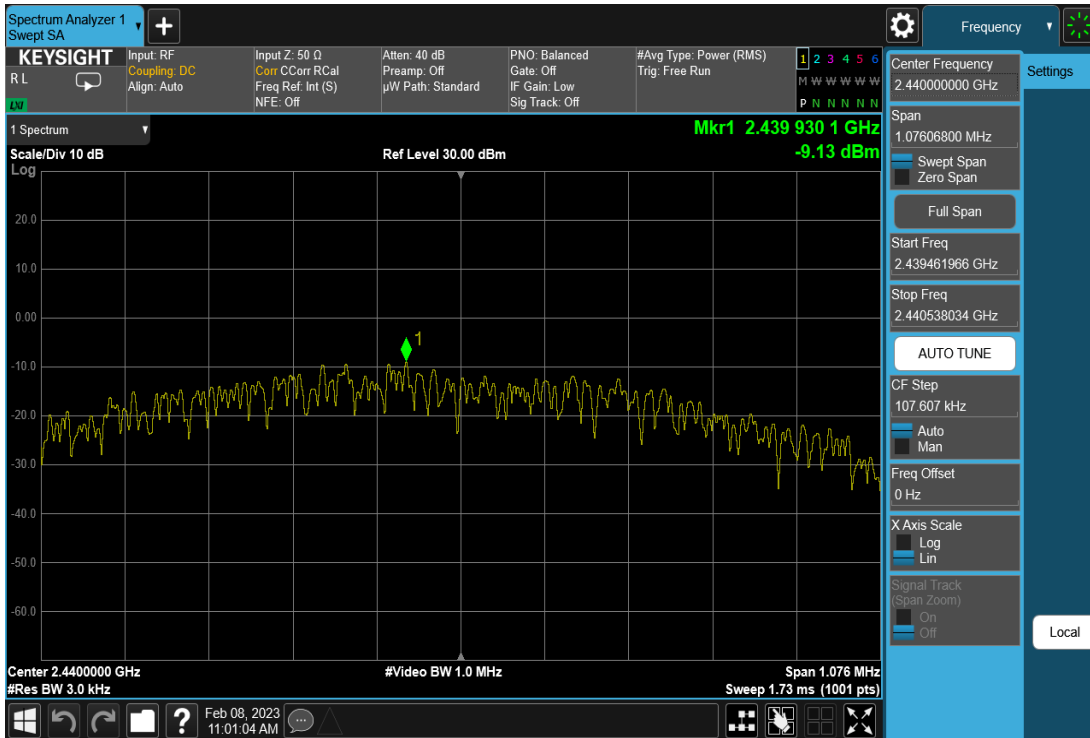 Spectrum Analyzer 1
Swept SA
Frequency
KEYSIGHT
R L
LXI
Input: RF
Coupling: DC
Align: Auto
Input Z: 50 Ω
Corr CCorr RCal
Freq Ref: Int (S)
NFE: Off
Atten: 40 dB
Preamp: Off
µW Path: Standard
PNO: Balanced
Gate: Off
IF Gain: Low
Sig Track: Off
#Avg Type: Power (RMS)
Trig: Free Run
1 2 3 4 5 6
M W W W W W
P N N N N N
Center Frequency
2.440000000 GHz
Settings
Span
1.07606800 MHz
Swept Span
Zero Span
Full Span
Start Freq
2.439461966 GHz
Stop Freq
2.440538034 GHz
AUTO TUNE
CF Step
107.607 kHz
Auto
Man
Freq Offset
0 Hz
X Axis Scale
Log
Lin
Signal Track
(Span Zoom)
On
Off
Local
1 Spectrum
Mkr1 2.439 930 1 GHz
Scale/Div 10 dB
Ref Level 30.00 dBm
-9.13 dBm
Log
20.0
10.0
0.00
1
-10.0
-20.0
-30.0
-40.0
-50.0
-60.0
Center 2.4400000 GHz
#Video BW 1.0 MHz
Span 1.076 MHz
#Res BW 3.0 kHz
Sweep 1.73 ms (1001 pts)
Feb 08, 2023
11:01:04 AM